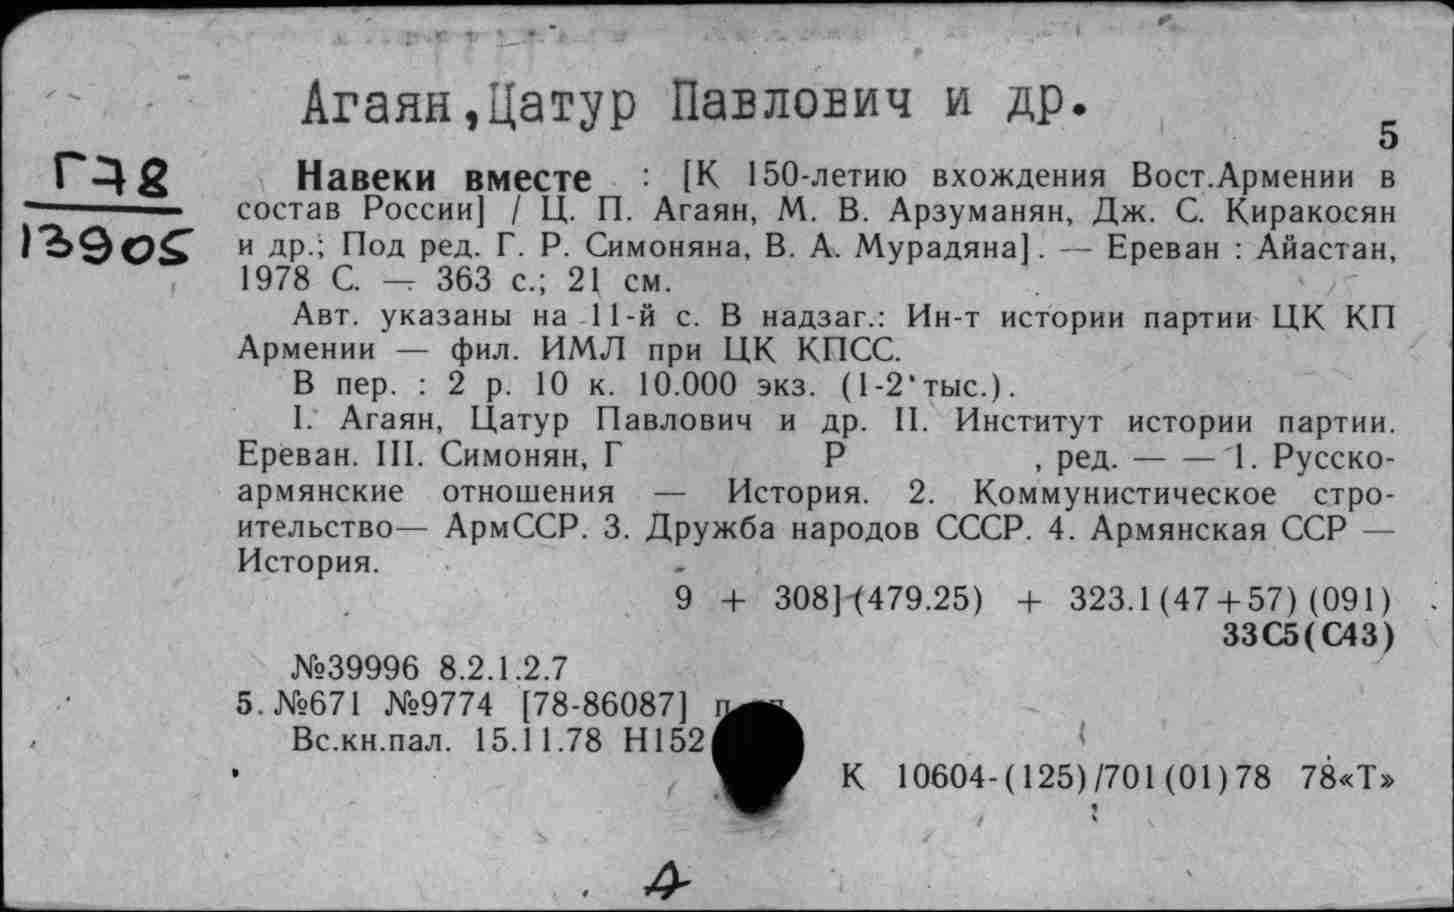 Агаян,Цатур Павлович и др.
5
Г78
13905
Навеки вместе : [К 150-летию вхождения Вост.Армении в
состав России] / Ц. П. Агаян, М. В. Арзуманян, Дж. С. Киракосян
и др.; Под ред. Г. Р. Симоняна, В. А. Мурадяна]. — Ереван : Айастан,
1978 С. — 363 с.; 21 см.
Авт. указаны на 11-й с. В надзаг.: Ин-т истории партии ЦК КП
Армении — фил. ИМЛ при ЦК КПСС.
В пер. : 2 р. 10 к. 10.000 экз. (1-2 тыс.).
I. Агаян, Цатур Павлович и др. II. Институт истории партии.
Ереван. III. Симонян, Г Р , ред. — — 1. Русско-
армянские отношения — История. 2. Коммунистическое стро-
ительство— АрмССР. 3. Дружба народов СССР. 4. Армянская ССР —
История.
9 + 308](479.25) + 323.1(47+57)(091)
33С5(С43)
№39996 8.2.1.2.7
5.№671 №9774 [78-86087]
Вс.кн.пал. 15.11.78 Н152
К 10604-(125)/701(01)78 78«Т»